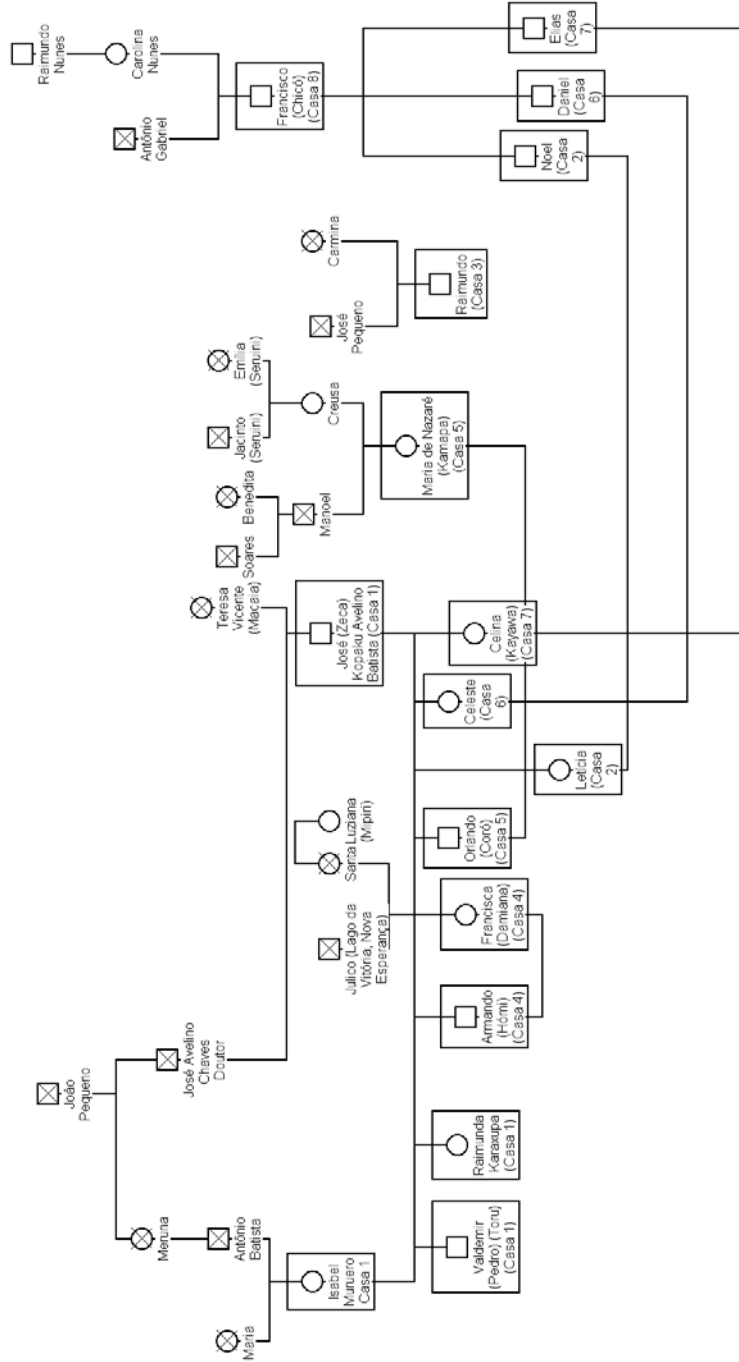 João
Pequeno
Raimundo
Nunes
Meruna
José Avelino
Chaves
Doutor
Antônio
Gabriel
Carolina
Nunes
Maria
Antônio
Batista
Teresa
Vicente
(Macaia)
Soares
Benedita
Jacinto
(Seruini)
Emília
(Seruini)
Isabel
Muruero
Casa 1
Julico (Lago da
Vitória, Nova
Esperança)
Santa Luziana
(Mipiri)
José (Zeca)
Kopaku Avelino
Batista (Casa 1)
Manoel
Creusa
José
Pequeno
Carmina
Francisco
(Chicó)
(Casa 8)
Valdemir
(Pedro) (Toru)
(Casa 1)
Raimunda
Karaxupa
(Casa 1)
Armando
(Hómi)
(Casa 4)
Francisca
(Damiana)
(Casa 4)
Orlando
(Coró)
(Casa 5)
Letícia
(Casa
2)
Celeste
(Casa
6)
Celina
(Kayawa)
(Casa 7)
Maria de Nazaré
(Kamapa)
(Casa 5)
Raimundo
(Casa 3)
Noel
(Casa
2)
Daniel
(Casa
6)
Elias
(Casa
7)